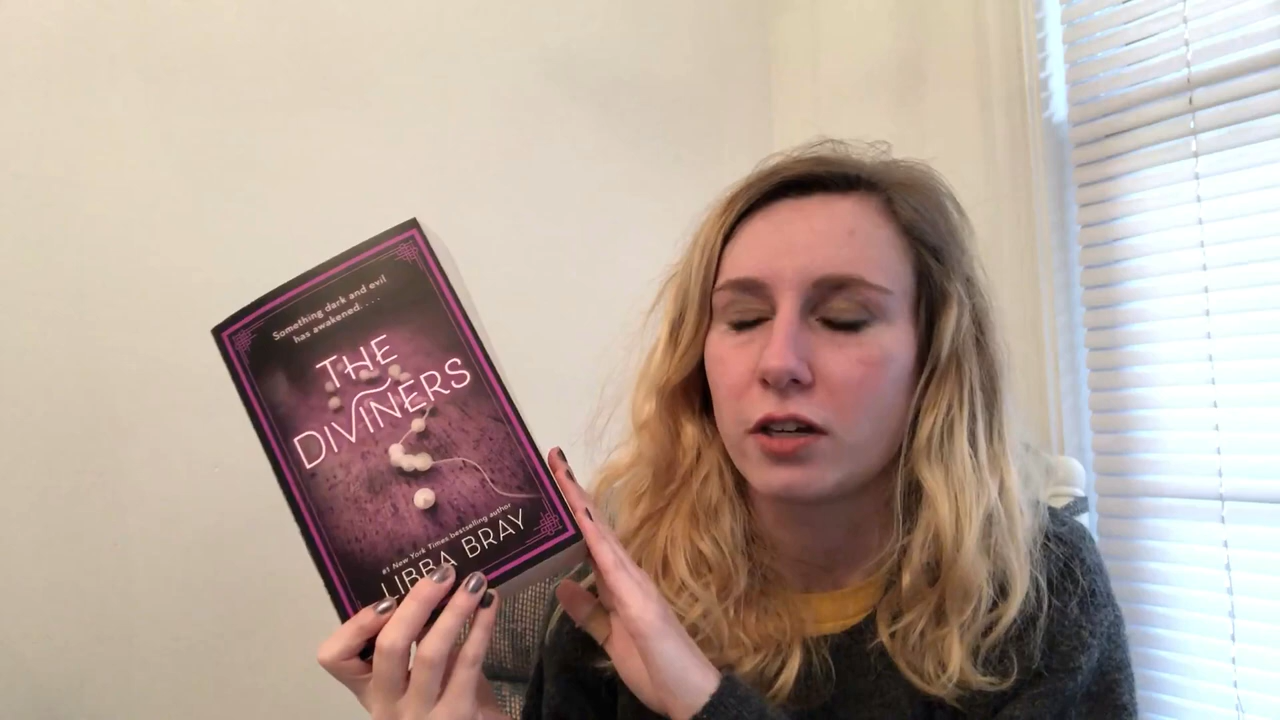 Something dark and evil
has awakened. . . .
THE
DIVINERS
#1 New York Times bestselling author
LIBBA BRAY